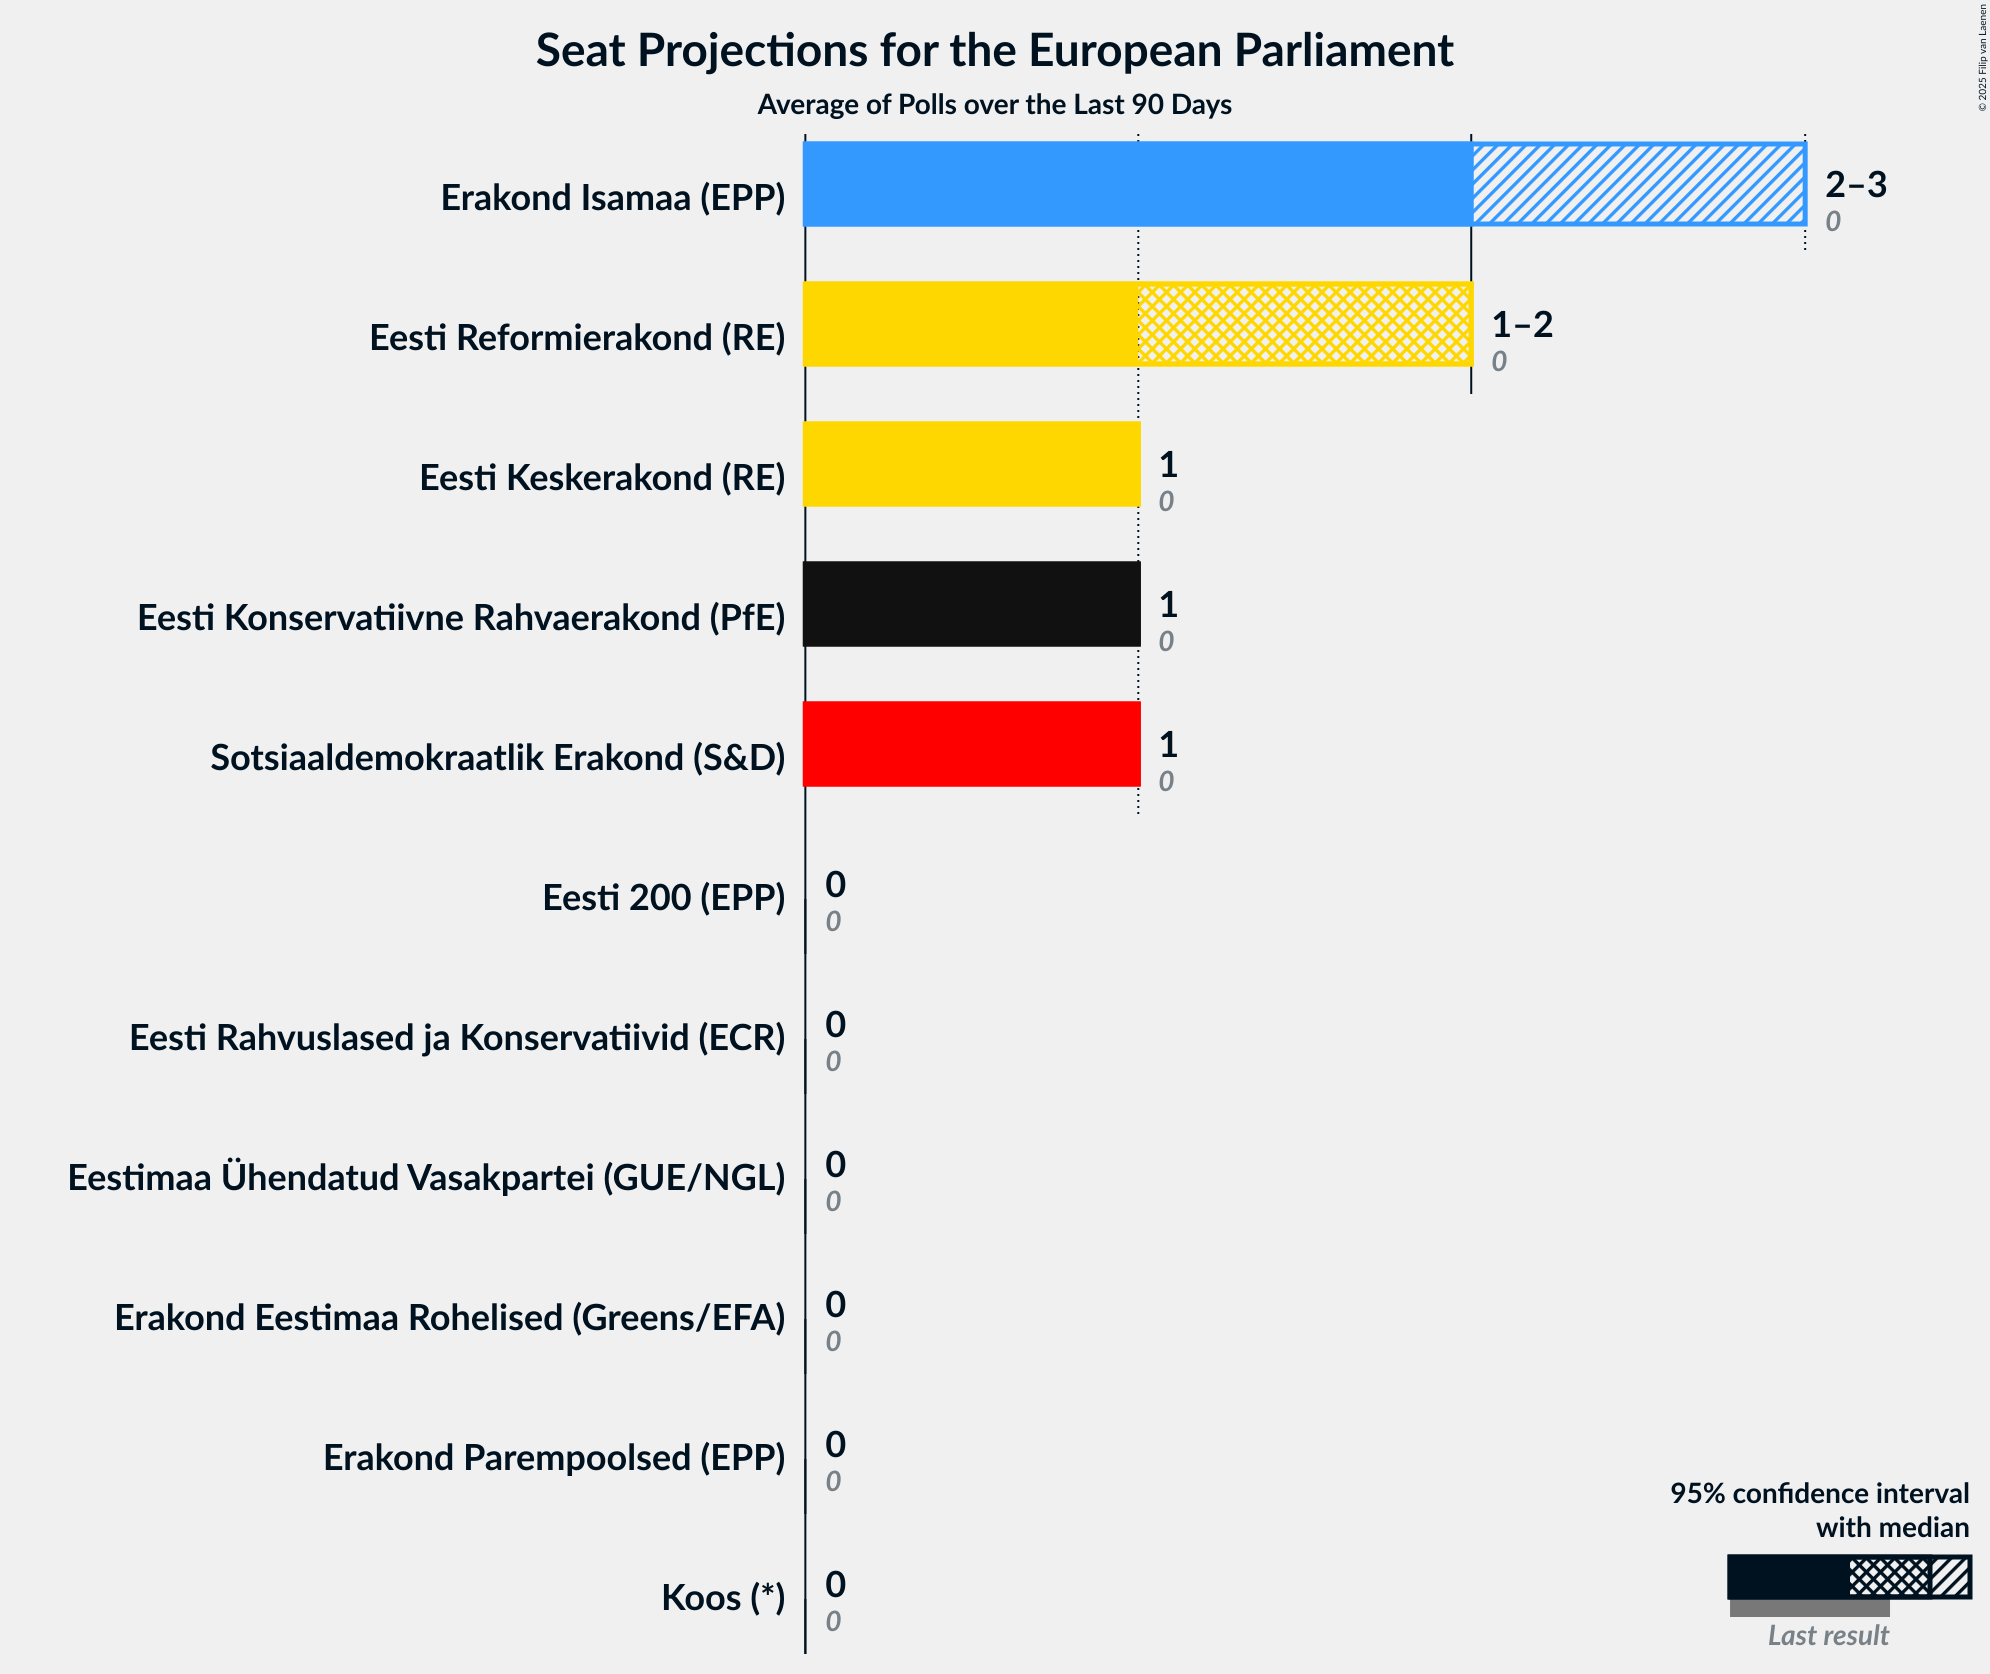 Seat Projections for the European Parliament
Average of Polls over the Last 90 Days
© 2025 Filip van Laenen
Erakond Isamaa (EPP)
2–3
0
Eesti Reformierakond (RE)
1–2
0
Eesti Keskerakond (RE)
1
0
Eesti Konservatiivne Rahvaerakond (PfE)
1
0
Sotsiaaldemokraatlik Erakond (S&D)
1
0
Eesti 200 (EPP)
0
0
Eesti Rahvuslased ja Konservatiivid (ECR)
0
0
Eestimaa Ühendatud Vasakpartei (GUE/NGL)
0
0
Erakond Eestimaa Rohelised (Greens/EFA)
0
0
Erakond Parempoolsed (EPP)
0
0
Koos (*)
0
0
95% confidence interval
with median
Last result